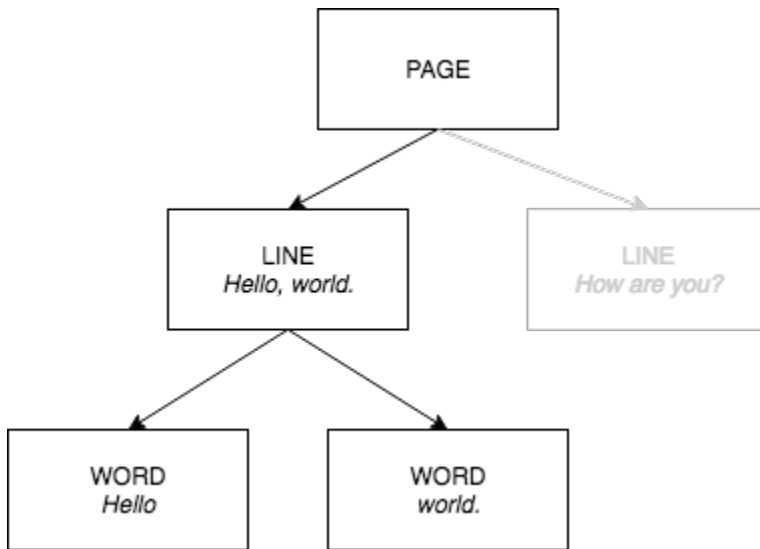 PAGE
LINE
Hello, world.
LINE
How are you?
WORD
Hello
WORD
world.